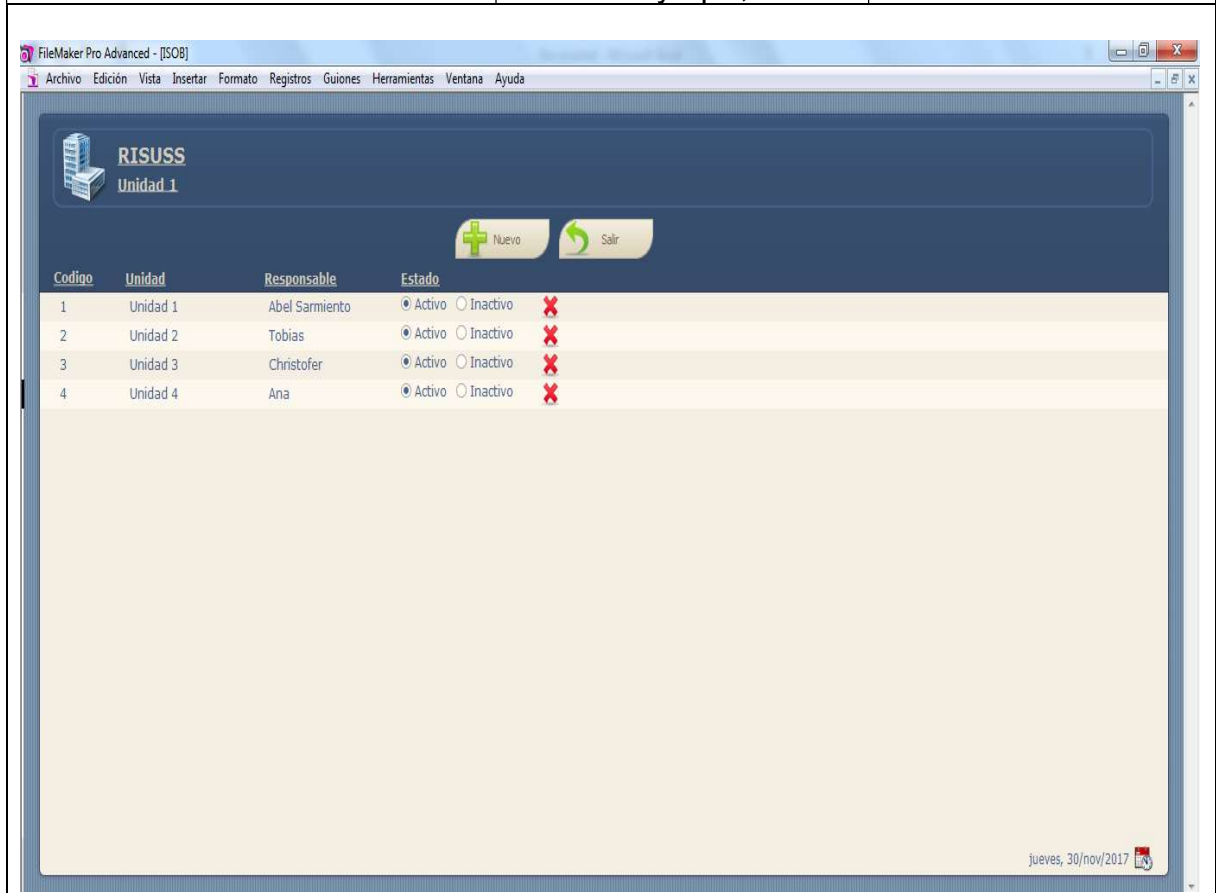 FileMaker Pro Advanced - [ISOB]
Archivo Edición Vista Insertar Formato Registros Guiones Herramientas Ventana Ayuda
RISUSS
Unidad 1
Nuevo Salir
Codigo Unidad Responsable Estado
1 Unidad 1 Abel Sarmiento Activo Inactivo
2 Unidad 2 Tobias Activo Inactivo
3 Unidad 3 Christofer Activo Inactivo
4 Unidad 4 Ana Activo Inactivo
jueves, 30/nov/2017